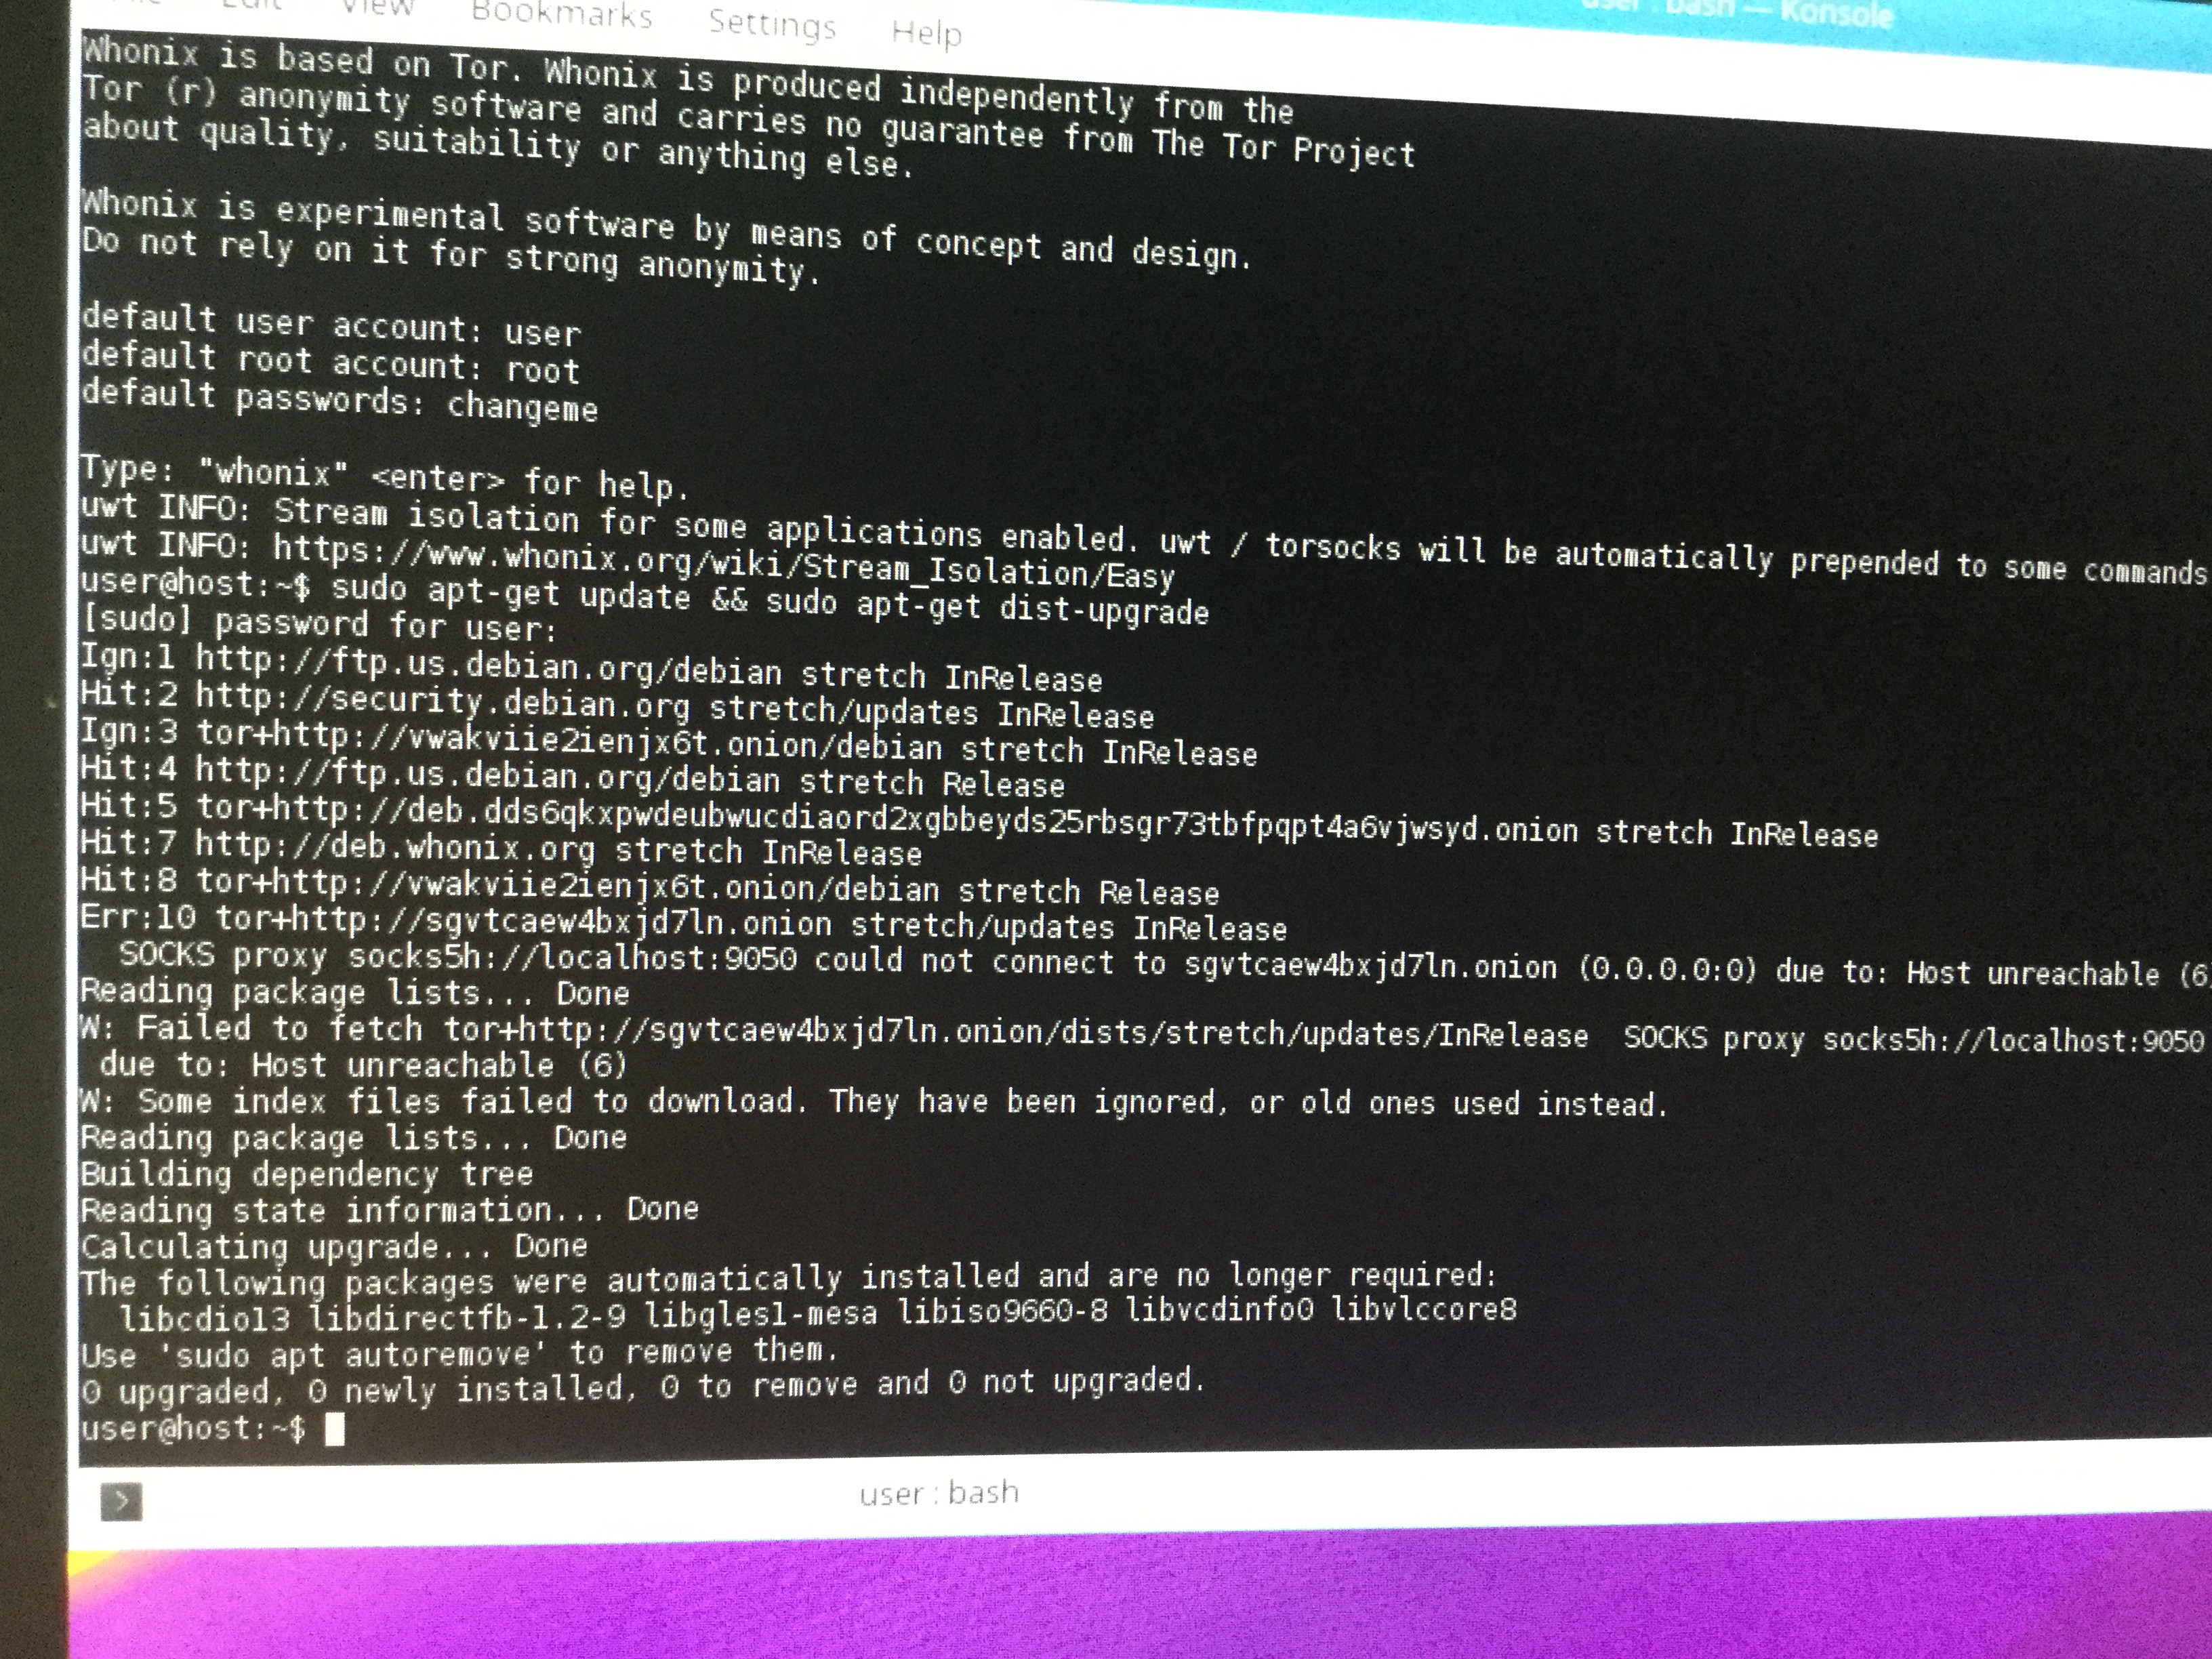 Edit View Bookmarks Settings Help
user : bash — Konsole
Whonix is based on Tor. Whonix is produced independently from the
Tor (r) anonymity software and carries no guarantee from The Tor Project
about quality, suitability or anything else.
Whonix is experimental software by means of concept and design.
Do not rely on it for strong anonymity.
default user account: user
default root account: root
default passwords: changeme
Type: "whonix" <enter> for help.
uwt INFO: Stream isolation for some applications enabled. uwt / torsocks will be automatically prepended to some commands
uwt INFO: https://www.whonix.org/wiki/Stream_Isolation/Easy
user@host:~$ sudo apt-get update && sudo apt-get dist-upgrade
[sudo] password for user:
Ign:1 http://ftp.us.debian.org/debian stretch InRelease
Hit:2 http://security.debian.org stretch/updates InRelease
Ign:3 tor+http://vwakviie2ienjx6t.onion/debian stretch InRelease
Hit:4 http://ftp.us.debian.org/debian stretch Release
Hit:5 tor+http://deb.dds6qkxpwdeubwucdiaord2xgbbeyds25rbsgr73tbfpqpt4a6vjwsyd.onion stretch InRelease
Hit:7 http://deb.whonix.org stretch InRelease
Hit:8 tor+http://vwakviie2ienjx6t.onion/debian stretch Release
Err:10 tor+http://sgvtcaew4bxjd7ln.onion stretch/updates InRelease
SOCKS proxy socks5h://localhost:9050 could not connect to sgvtcaew4bxjd7ln.onion (0.0.0.0:0) due to: Host unreachable (6)
Reading package lists... Done
W: Failed to fetch tor+http://sgvtcaew4bxjd7ln.onion/dists/stretch/updates/InRelease SOCKS proxy socks5h://localhost:9050
due to: Host unreachable (6)
W: Some index files failed to download. They have been ignored, or old ones used instead.
Reading package lists... Done
Building dependency tree
Reading state information... Done
Calculating upgrade... Done
The following packages were automatically installed and are no longer required:
libcdio13 libdirectfb-1.2-9 libgles1-mesa libiso9660-8 libvcdinfo0 libvlccore8
Use 'sudo apt autoremove' to remove them.
0 upgraded, 0 newly installed, 0 to remove and 0 not upgraded.
user@host:~$
user : bash